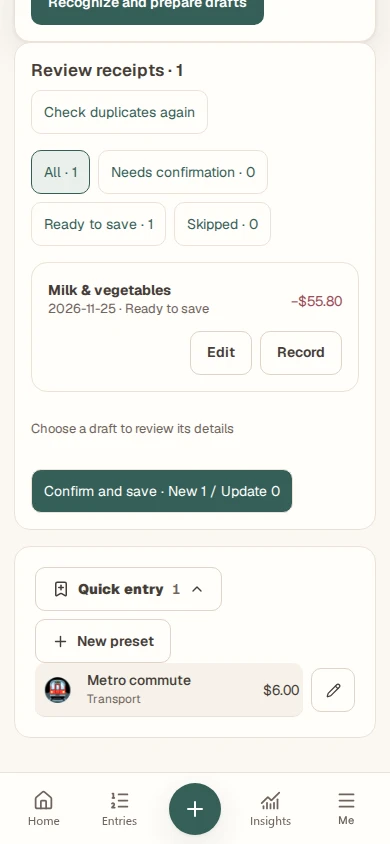 Recognize and prepare drafts
Review receipts · 1
Check duplicates again
All · 1
Needs confirmation · 0
Ready to save · 1
Skipped · 0
Milk & vegetables
2026-11-25 · Ready to save
−$55.80
Edit
Record
Choose a draft to review its details
Confirm and save · New 1 / Update 0
Quick entry 1
New preset
Metro commute
Transport
$6.00
Home
Entries
Insights
Me